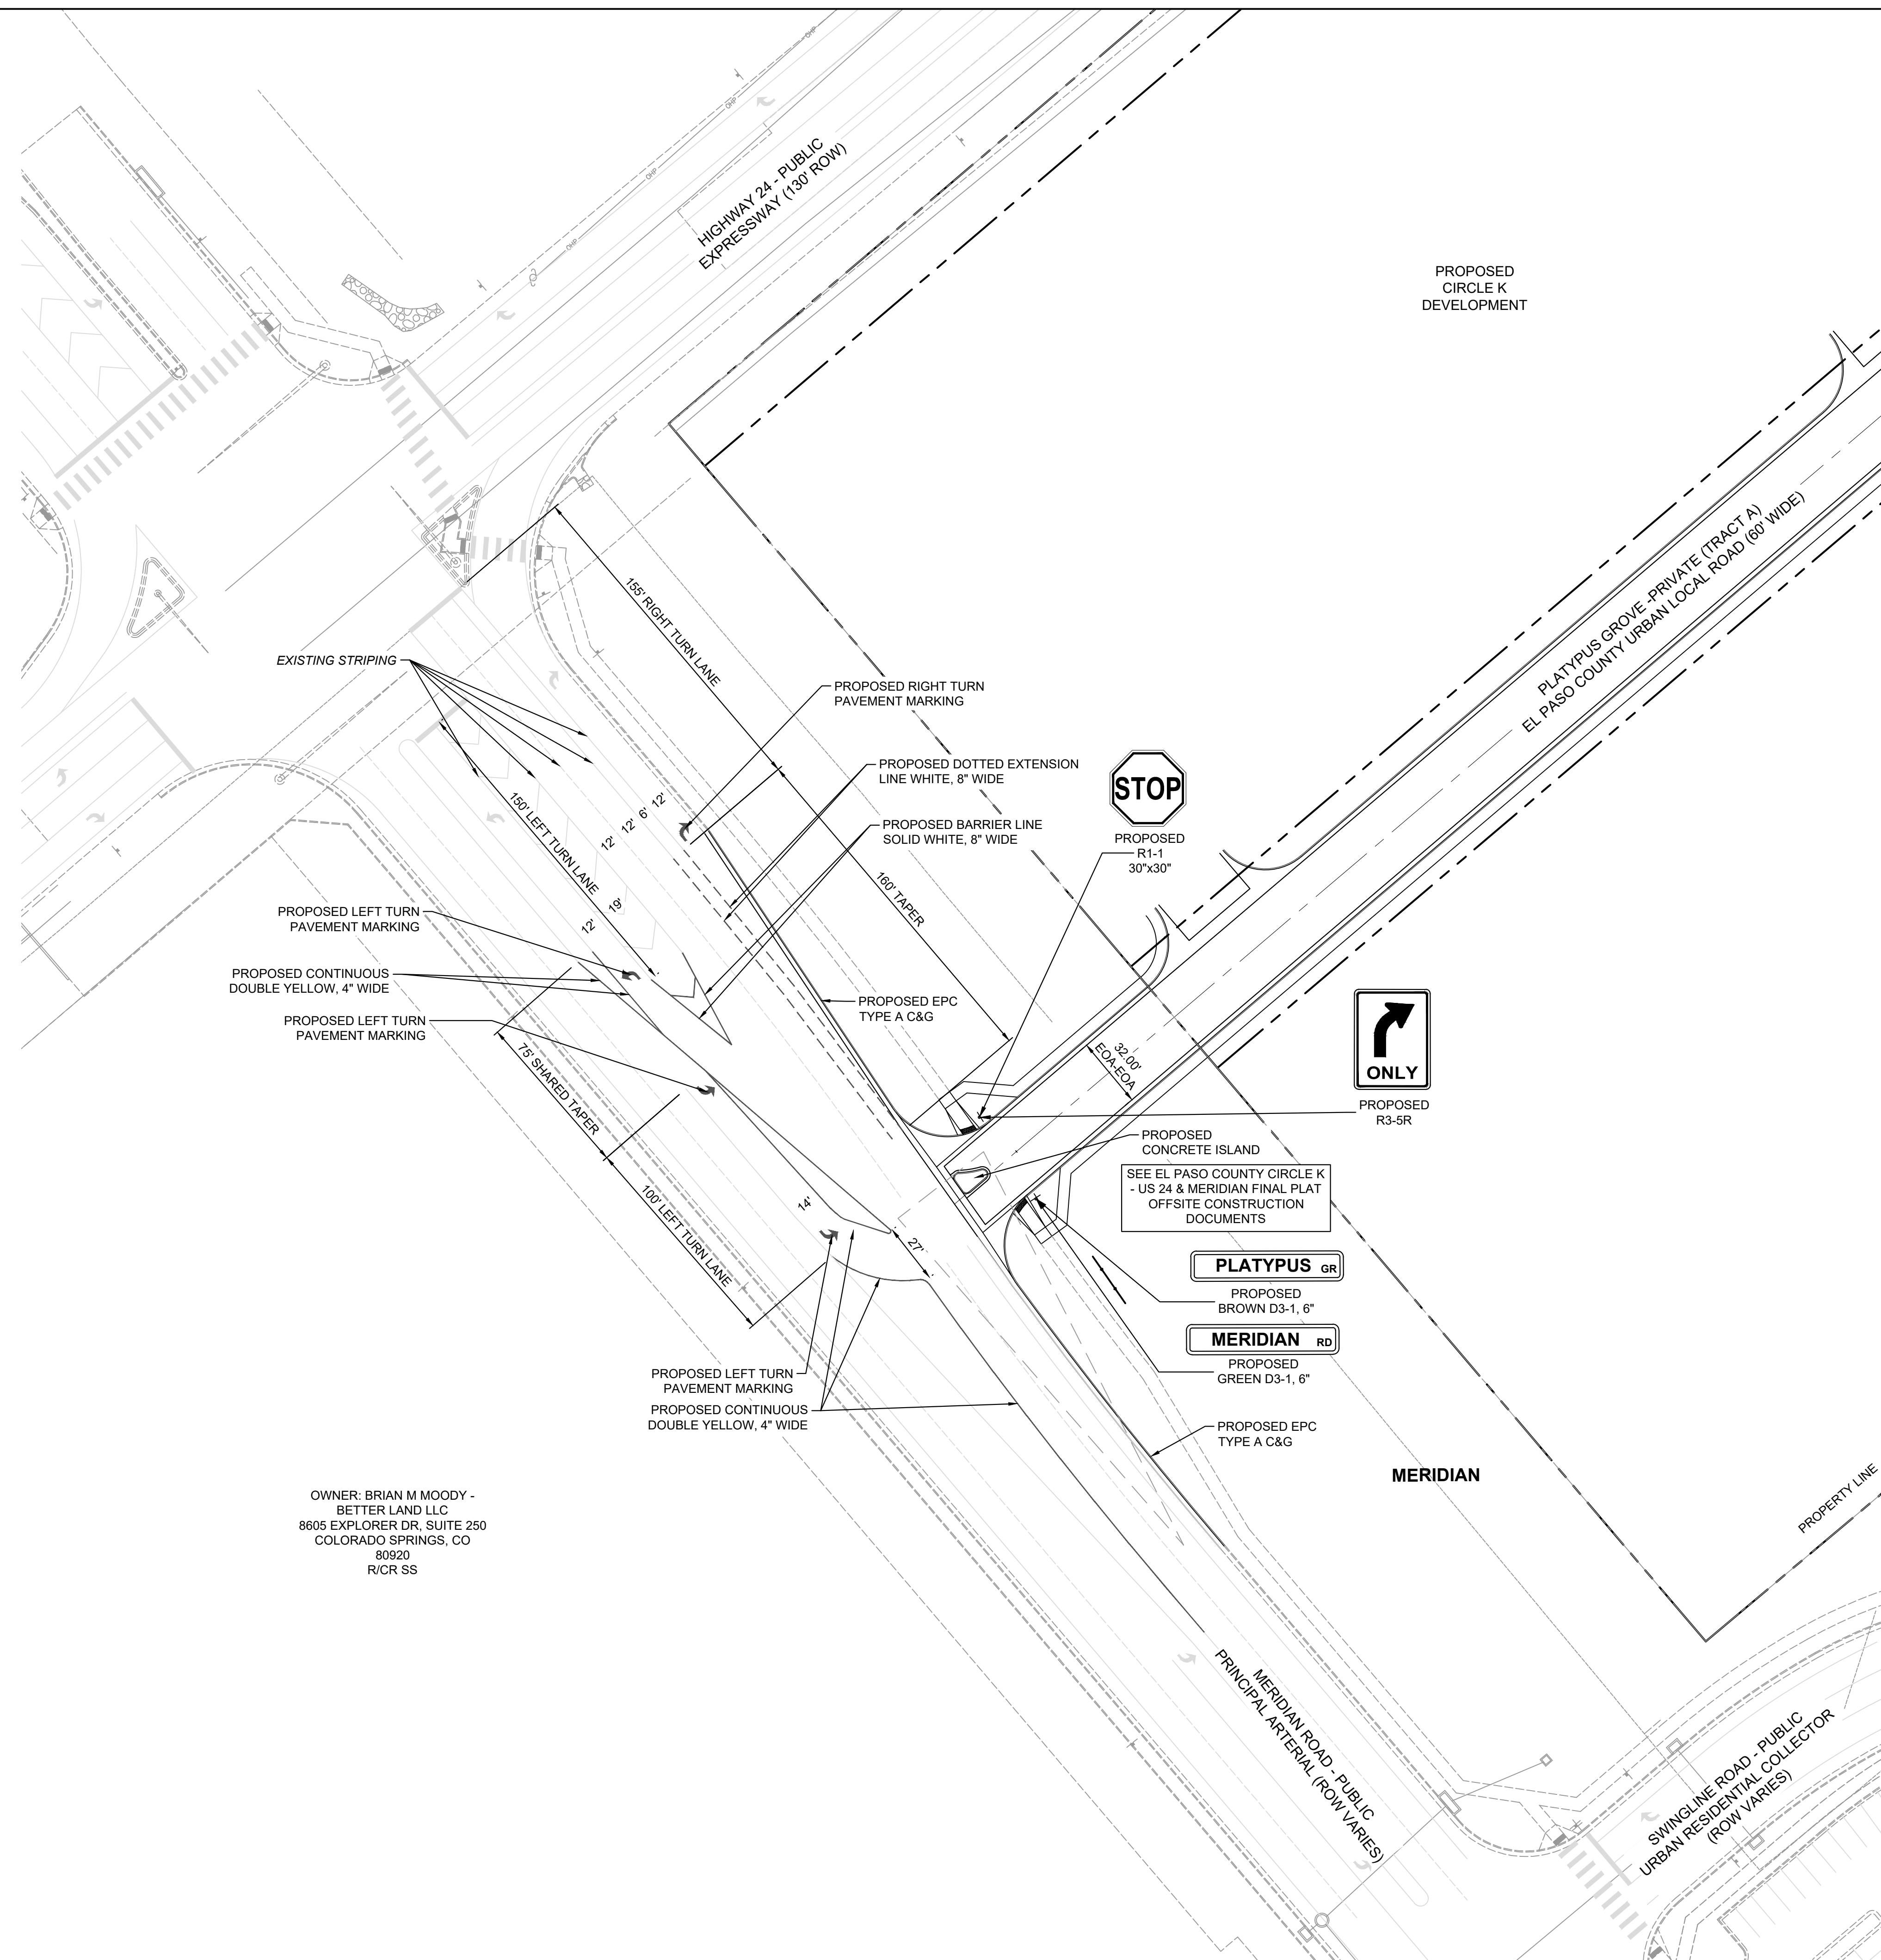 OHP
OHP
OHP
OHP
HIGHWAY 24 - PUBLIC
EXPRESSWAY (130' ROW)
PROPOSED
CIRCLE K
DEVELOPMENT
PLATYPUS GROVE -PRIVATE (TRACT A)
EL PASO COUNTY URBAN LOCAL ROAD (60' WIDE)
155' RIGHT TURN LANE
EXISTING STRIPING
PROPOSED RIGHT TURN
PAVEMENT MARKING
PROPOSED DOTTED EXTENSION
LINE WHITE, 8" WIDE
STOP
PROPOSED
R1-1
30"x30"
PROPOSED BARRIER LINE
SOLID WHITE, 8" WIDE
150' LEFT TURN LANE
12'
12'
6'
12'
160' TAPER
19'
12'
PROPOSED LEFT TURN
PAVEMENT MARKING
PROPOSED CONTINUOUS
DOUBLE YELLOW, 4" WIDE
PROPOSED LEFT TURN
PAVEMENT MARKING
PROPOSED EPC
TYPE A C&G
75' SHARED TAPER
32.00'
EOA-EOA
ONLY
PROPOSED
R3-5R
PROPOSED
CONCRETE ISLAND
SEE EL PASO COUNTY CIRCLE K
- US 24 & MERIDIAN FINAL PLAT
OFFSITE CONSTRUCTION
DOCUMENTS
100' LEFT TURN LANE
14'
27'
PLATYPUS GR
PROPOSED
BROWN D3-1, 6"
MERIDIAN RD
PROPOSED
GREEN D3-1, 6"
PROPOSED LEFT TURN
PAVEMENT MARKING
PROPOSED CONTINUOUS
DOUBLE YELLOW, 4" WIDE
PROPOSED EPC
TYPE A C&G
MERIDIAN
PROPERTY LINE
OWNER: BRIAN M MOODY -
BETTER LAND LLC
8605 EXPLORER DR, SUITE 250
COLORADO SPRINGS, CO
80920
R/CR SS
MERIDIAN ROAD - PUBLIC
PRINCIPAL ARTERIAL (ROW VARIES)
SWINGLINE ROAD - PUBLIC
URBAN RESIDENTIAL COLLECTOR
(ROW VARIES)